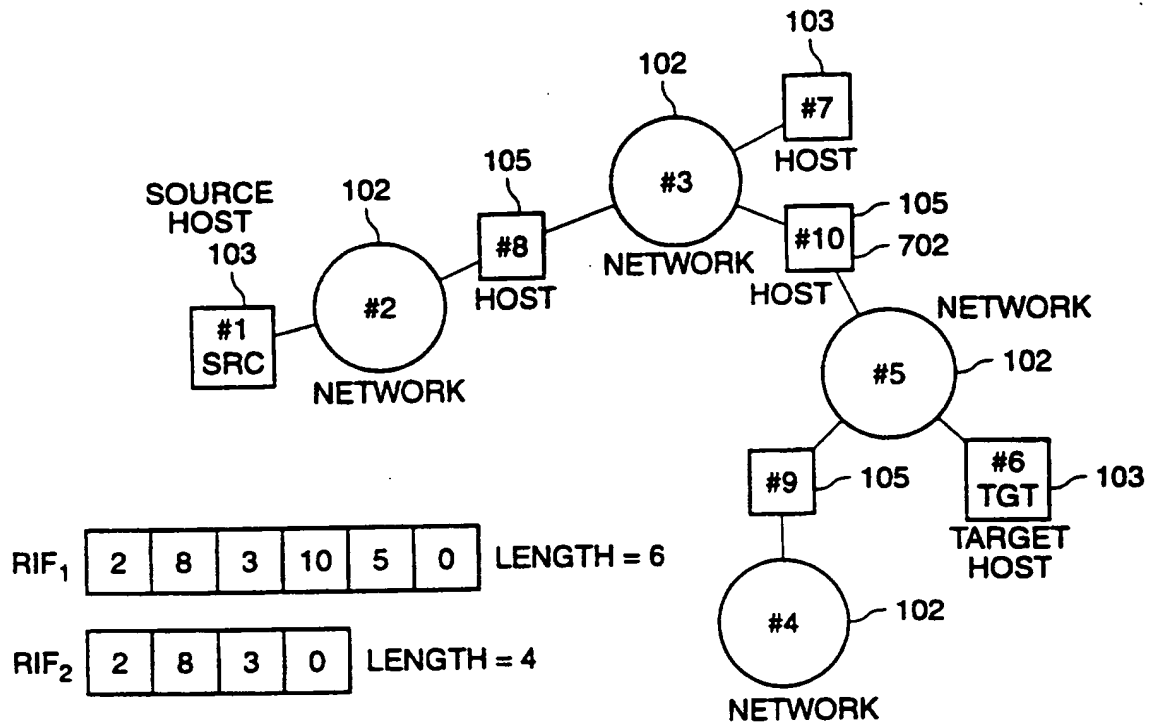 103
102
#7
HOST
105
#3
SOURCE
HOST
102
105
103
#8
#10
702
NETWORK
HOST
HOST
#1
SRC
#2
NETWORK
NETWORK
#5
102
#9
105
#6
TGT
103
TARGET
HOST
RIF1 2 8 3 10 5 0 LENGTH = 6
#4
102
RIF2 2 8 3 0 LENGTH = 4
NETWORK